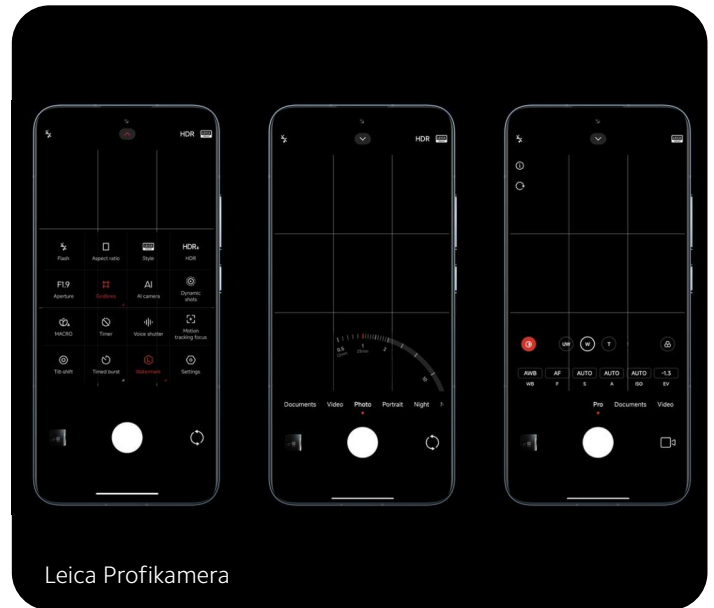 HDR
Flash
Aspect ratio
Style
HDR
HDR
F1.9
AI
Aperture
Gridlines
AI camera
Dynamic
shots
MACRO
Timer
Voice shutter
Motion
tracking focus
Tilt-shift
Timed burst
Watermark
Settings
HDR
0.5
1
2
10
Documents
Video
Photo
Portrait
Night
UW
W
T
AWB
AF
AUTO
AUTO
AUTO
-1.3
WB
F
S
A
ISO
EV
Pro
Documents
Video
Leica Profikamera